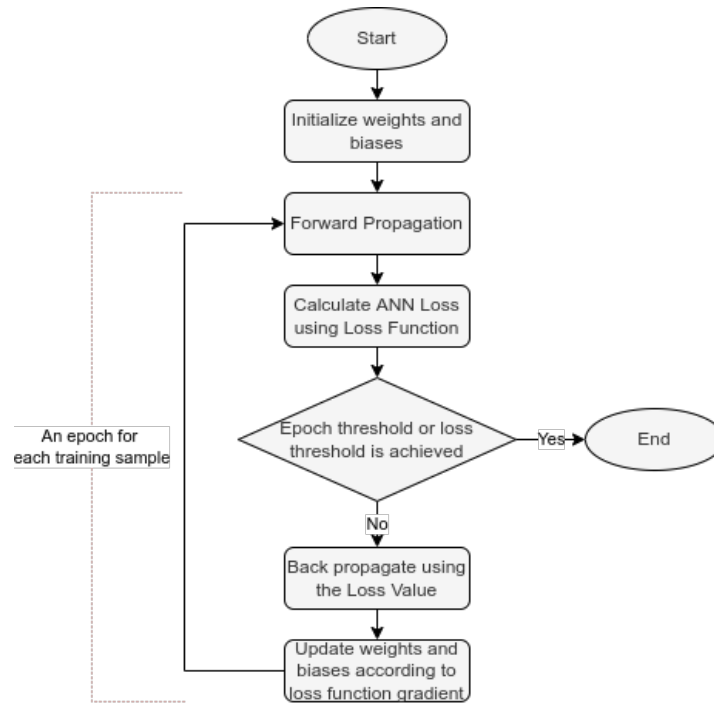 Start
Initialize weights and
biases
Forward Propagation
Calculate ANN Loss
using Loss Function
Epoch threshold or loss
threshold is achieved
Yes
End
An epoch for
each training sample
No
Back propagate using
the Loss Value
Update weights and
biases according to
loss function gradient